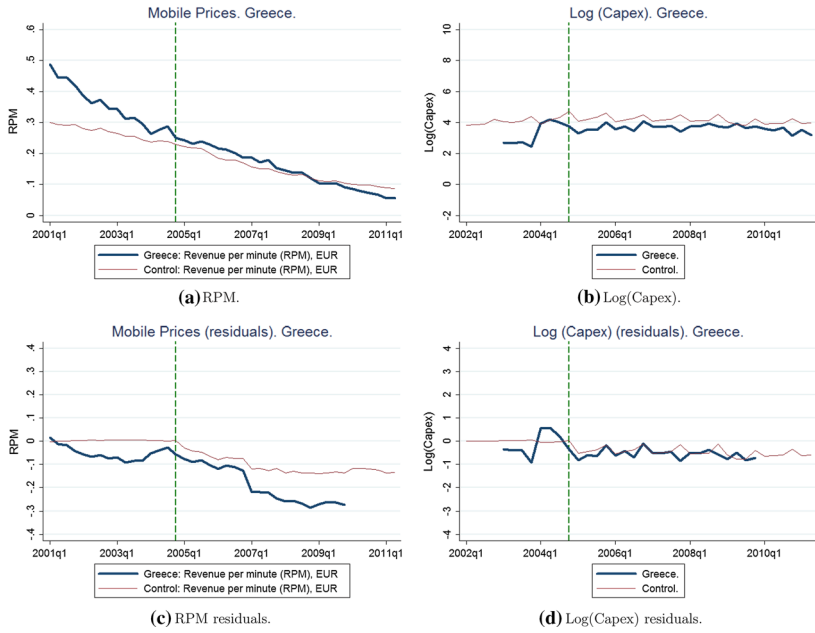 Mobile Prices. Greece.
RPM
.6
.5
.4
.3
.2
.1
0
2001q1 2003q1 2005q1 2007q1 2009q1 2011q1
Greece: Revenue per minute (RPM), EUR
Control: Revenue per minute (RPM), EUR
(a) RPM.
Log (Capex). Greece.
Log(Capex)
10
8
6
4
2
0
-2
2002q1 2004q1 2006q1 2008q1 2010q1
Greece.
Control.
(b) Log(Capex).
Mobile Prices (residuals). Greece.
RPM
.4
.3
.2
.1
0
-.1
-.2
-.3
-.4
2001q1 2003q1 2005q1 2007q1 2009q1 2011q1
Greece: Revenue per minute (RPM), EUR
Control: Revenue per minute (RPM), EUR
(c) RPM residuals.
Log (Capex) (residuals). Greece.
Log(Capex)
4
3
2
1
0
-1
-2
-3
-4
2002q1 2004q1 2006q1 2008q1 2010q1
Greece.
Control.
(d) Log(Capex) residuals.